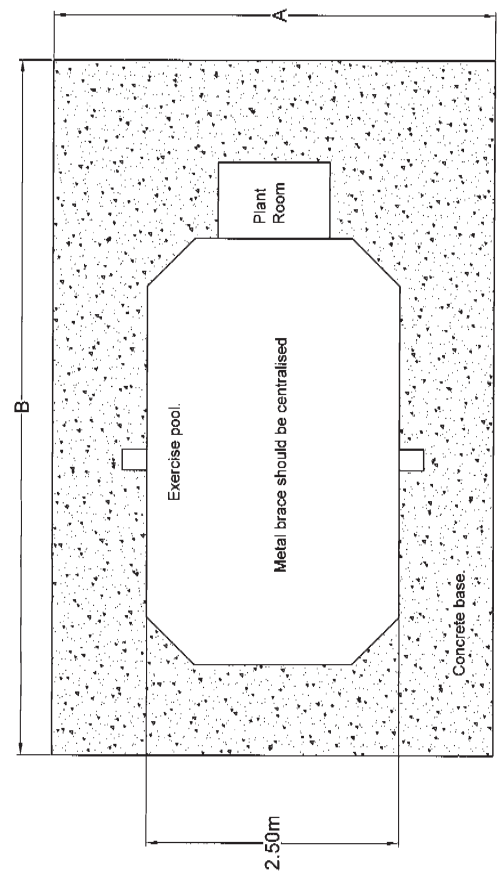 B
A
Plant
Room
Exercise pool.
Metal brace should be centralised
Concrete base.
2.50m